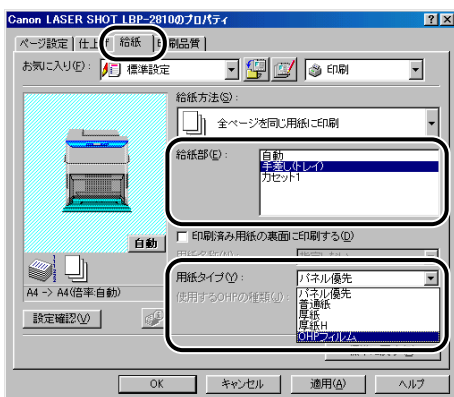 Canon LASER SHOT LBP-2810のプロパティ
ページ設定 仕上げ 給紙 印刷品質
お気に入り(F): 標準設定 印刷
給紙方法(S):
全ページを同じ用紙に印刷
給紙部(E): 自動
手差し(トレイ)
カセット1
自動
印刷済み用紙の裏面に印刷する(D)
A4 -> A4(倍率:自動)
用紙タイプ(Y): パネル優先
使用するOHPの種類(J): パネル優先
普通紙
厚紙
厚紙H
OHPフィルム
設定確認(V)
OK キャンセル 適用(A) ヘルプ